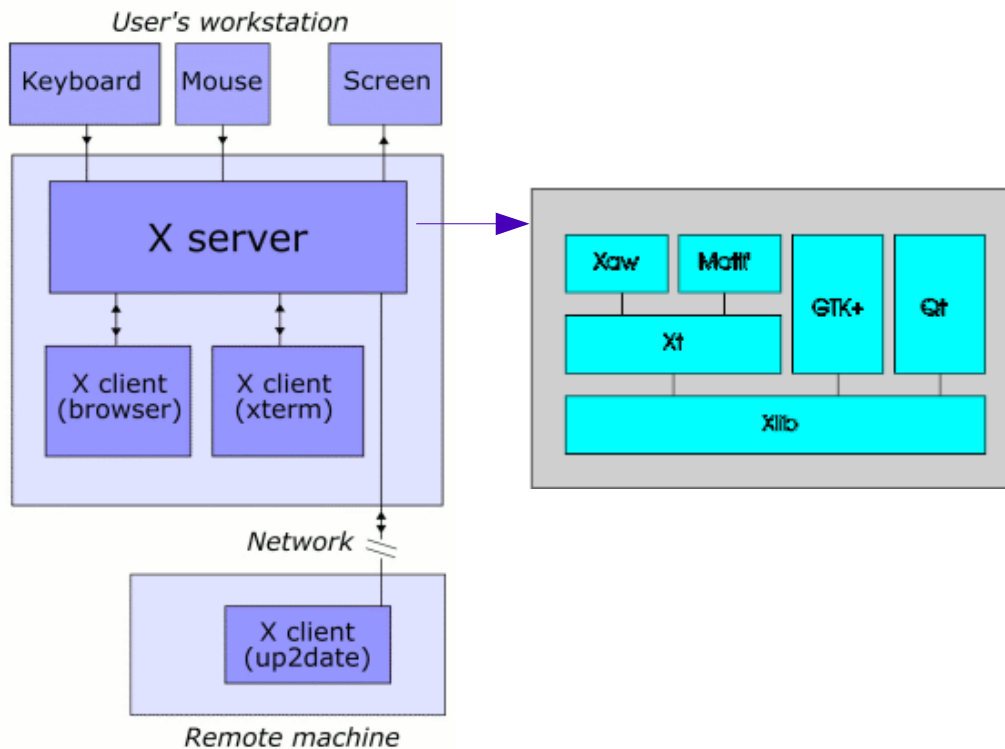 User's workstation
Keyboard
Mouse
Screen
X server
X client
(browser)
X client
(xterm)
Network
X client
(up2date)
Remote machine
Xaw
Motif
GTK+
Qt
Xt
Xlib